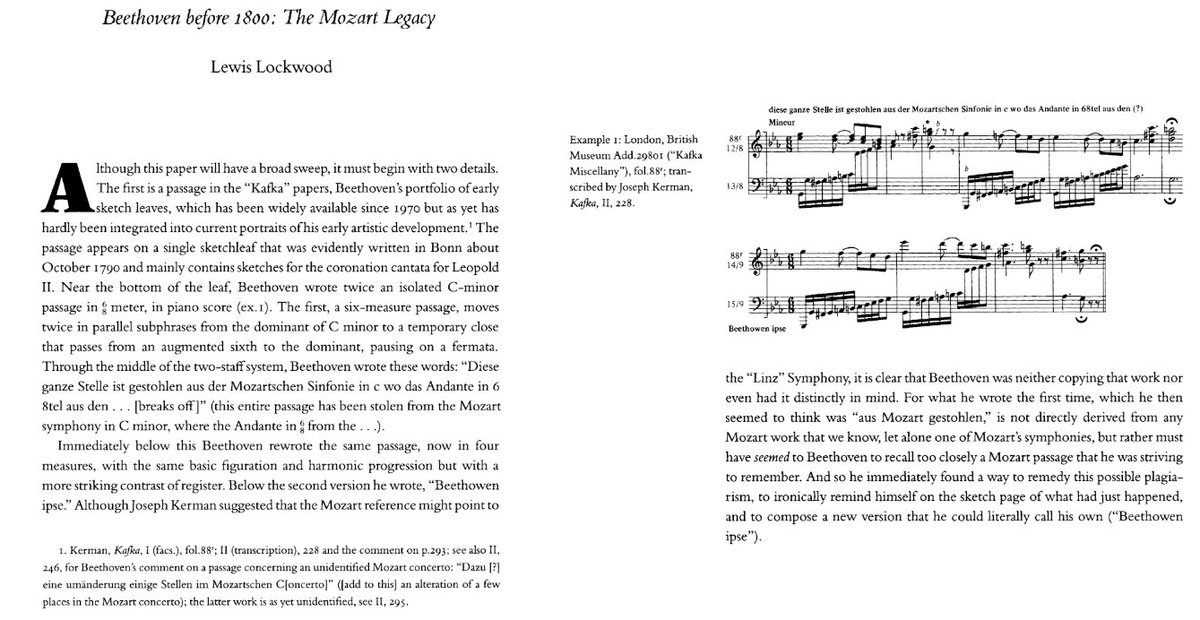 Beethoven before 1800: The Mozart Legacy
Lewis Lockwood
Although this paper will have a broad sweep, it must begin with two details.
The first is a passage in the “Kafka” papers, Beethoven’s portfolio of early
sketch leaves, which has been widely available since 1970 but as yet has
hardly been integrated into current portraits of his early artistic development.¹ The
passage appears on a single sketchleaf that was evidently written in Bonn about
October 1790 and mainly contains sketches for the coronation cantata for Leopold
II. Near the bottom of the leaf, Beethoven wrote twice an isolated C-minor
passage in 6/8 meter, in piano score (ex.1). The first, a six-measure passage, moves
twice in parallel subphrases from the dominant of C minor to a temporary close
that passes from an augmented sixth to the dominant, pausing on a fermata.
Through the middle of the two-staff system, Beethoven wrote these words: “Diese
ganze Stelle ist gestohlen aus der Mozartschen Sinfonie in c wo das Andante in 6
8tel aus den . . . [breaks off]” (this entire passage has been stolen from the Mozart
symphony in C minor, where the Andante in 6/8 from the . . .).
Immediately below this Beethoven rewrote the same passage, now in four
measures, with the same basic figuration and harmonic progression but with a
more striking contrast of register. Below the second version he wrote, “Beethowen
ipse.” Although Joseph Kerman suggested that the Mozart reference might point to
1. Kerman, Kafka, I (facs.), fol.88ʳ; II (transcription), 228 and the comment on p.293; see also II,
246, for Beethoven’s comment on a passage concerning an unidentified Mozart concerto: “Dazu [?]
eine umänderung einige Stellen im Mozartschen C[oncerto]” ([add to this] an alteration of a few
places in the Mozart concerto); the latter work is as yet unidentified, see II, 295.
Example 1: London, British
Museum Add.29801 (“Kafka
Miscellany”), fol.88ʳ; tran-
scribed by Joseph Kerman,
Kafka, II, 228.
diese ganze Stelle ist gestohlen aus der Mozartschen Sinfonie in c wo das Andante in 68tel aus den (?)
Mineur
88r
12/8
13/8
88r
14/9
15/9
Beethowen ipse
the “Linz” Symphony, it is clear that Beethoven was neither copying that work nor
even had it distinctly in mind. For what he wrote the first time, which he then
seemed to think was “aus Mozart gestohlen,” is not directly derived from any
Mozart work that we know, let alone one of Mozart’s symphonies, but rather must
have seemed to Beethoven to recall too closely a Mozart passage that he was striving
to remember. And so he immediately found a way to remedy this possible plagia-
rism, to ironically remind himself on the sketch page of what had just happened,
and to compose a new version that he could literally call his own (“Beethowen
ipse”).